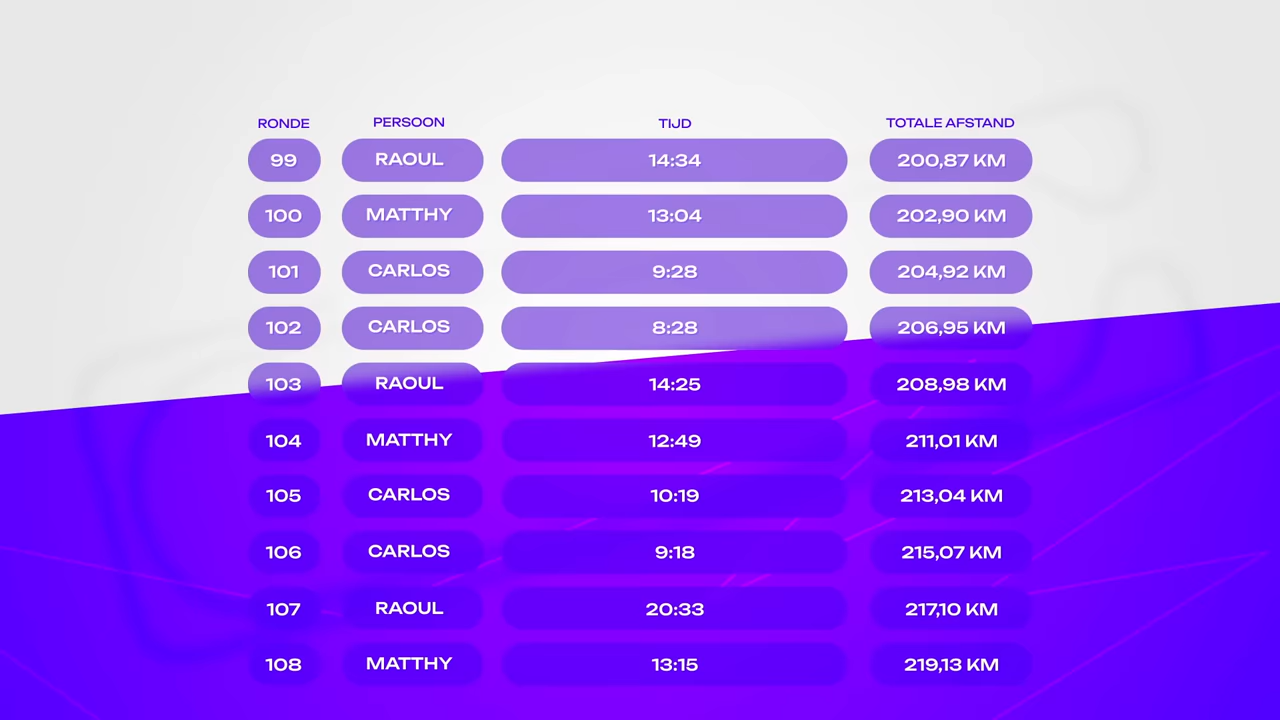 RONDE PERSOON TIJD TOTALE AFSTAND
99 RAOUL 14:34 200,87 KM
100 MATTHY 13:04 202,90 KM
101 CARLOS 9:28 204,92 KM
102 CARLOS 8:28 206,95 KM
103 RAOUL 14:25 208,98 KM
104 MATTHY 12:49 211,01 KM
105 CARLOS 10:19 213,04 KM
106 CARLOS 9:18 215,07 KM
107 RAOUL 20:33 217,10 KM
108 MATTHY 13:15 219,13 KM